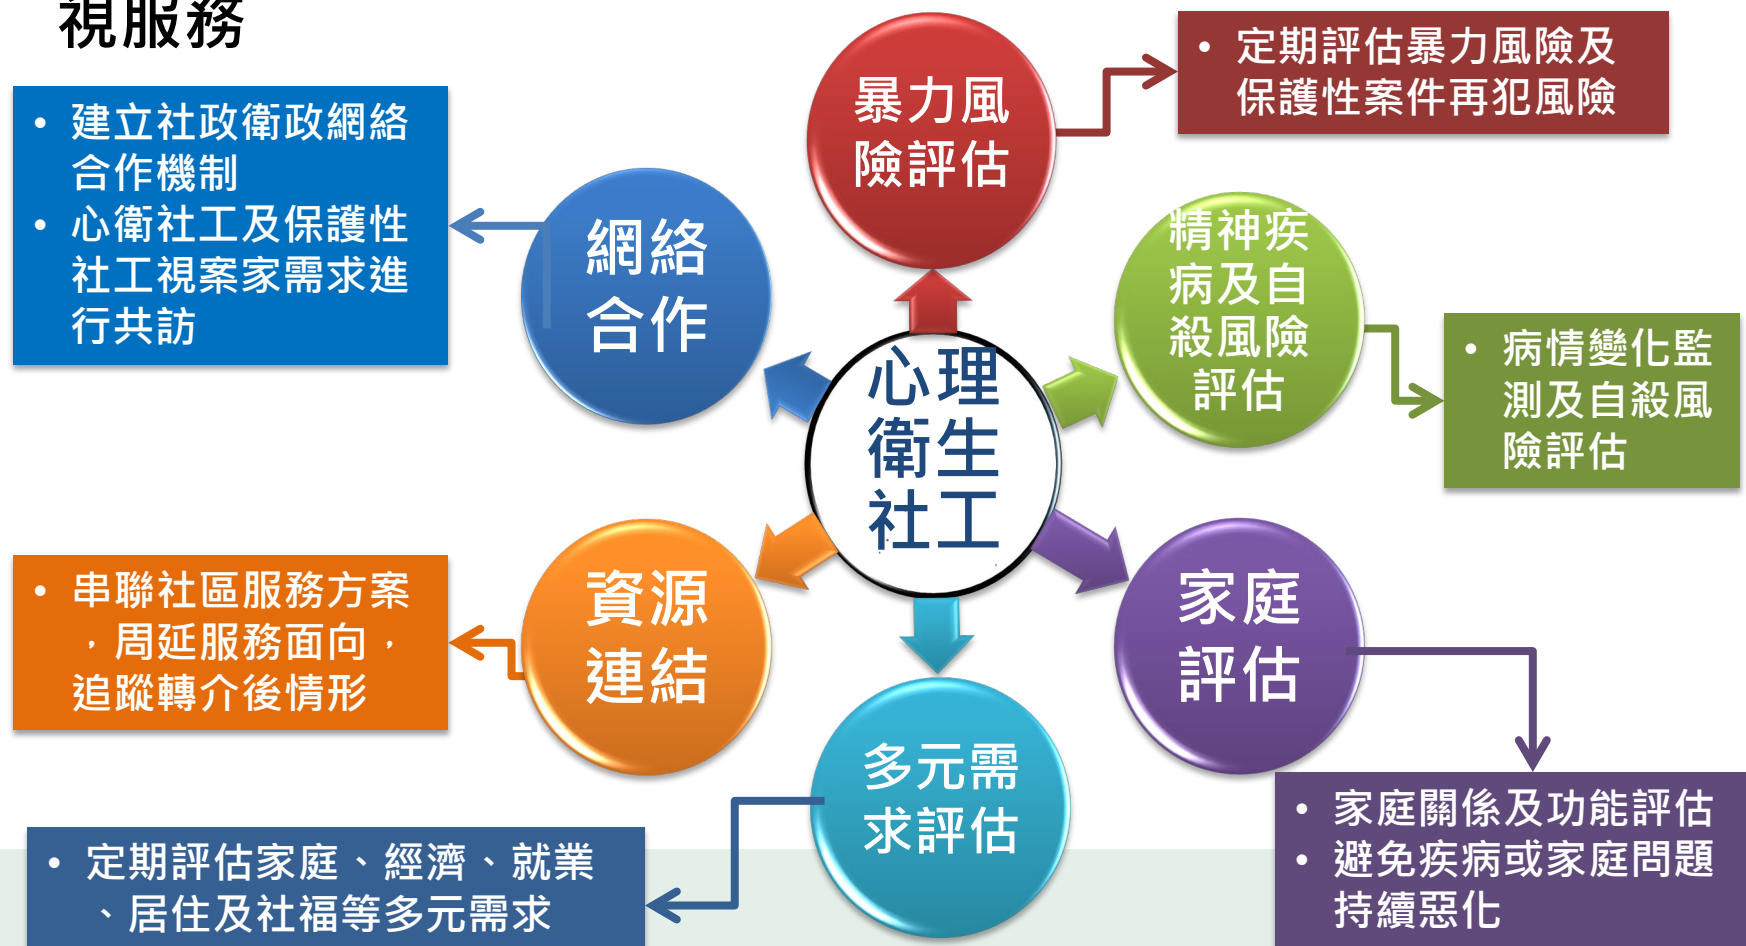 視服務
暴力風
險評估
• 定期評估暴力風險及
保護性案件再犯風險
• 建立社政衛政網絡
合作機制
• 心衛社工及保護性
社工視案家需求進
行共訪
網絡
合作
精神疾
病及自
殺風險
評估
• 病情變化監
測及自殺風
險評估
心理
衛生
社工
• 串聯社區服務方案
，周延服務面向，
追蹤轉介後情形
資源
連結
家庭
評估
多元需
求評估
• 定期評估家庭、經濟、就業
、居住及社福等多元需求
• 家庭關係及功能評估
• 避免疾病或家庭問題
持續惡化